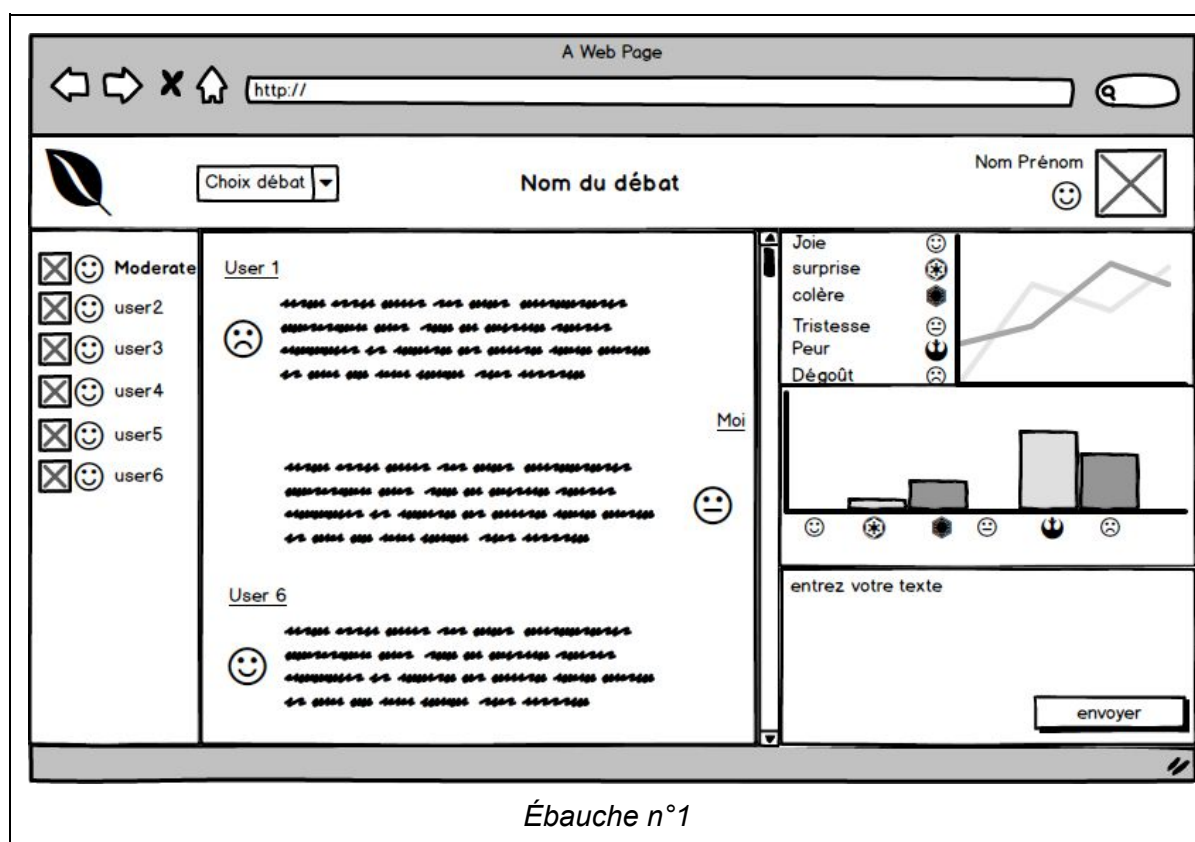 A Web Page
http://
Choix débat
Nom du débat
Nom Prénom
Moderate
user2
user3
user4
user5
user6
User 1
Moi
User 6
Joie
surprise
colère
Tristesse
Peur
Dégoût
entrez votre texte
envoyer
Ébauche n°1